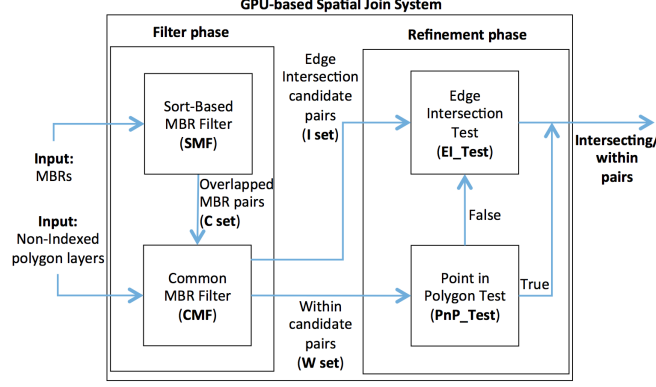 GPU-based Spatial Join System
Filter phase
Refinement phase
Sort-Based
MBR Filter
(SMF)
Edge
Intersection
candidate
pairs
(I set)
Edge
Intersection
Test
(EI_Test)
Input:
MBRs
Intersecting/
within
pairs
Overlapped
MBR pairs
(C set)
Input:
Non-Indexed
polygon layers
False
Common
MBR Filter
(CMF)
Within
candidate
pairs
(W set)
Point in
Polygon Test
(PnP_Test)
True